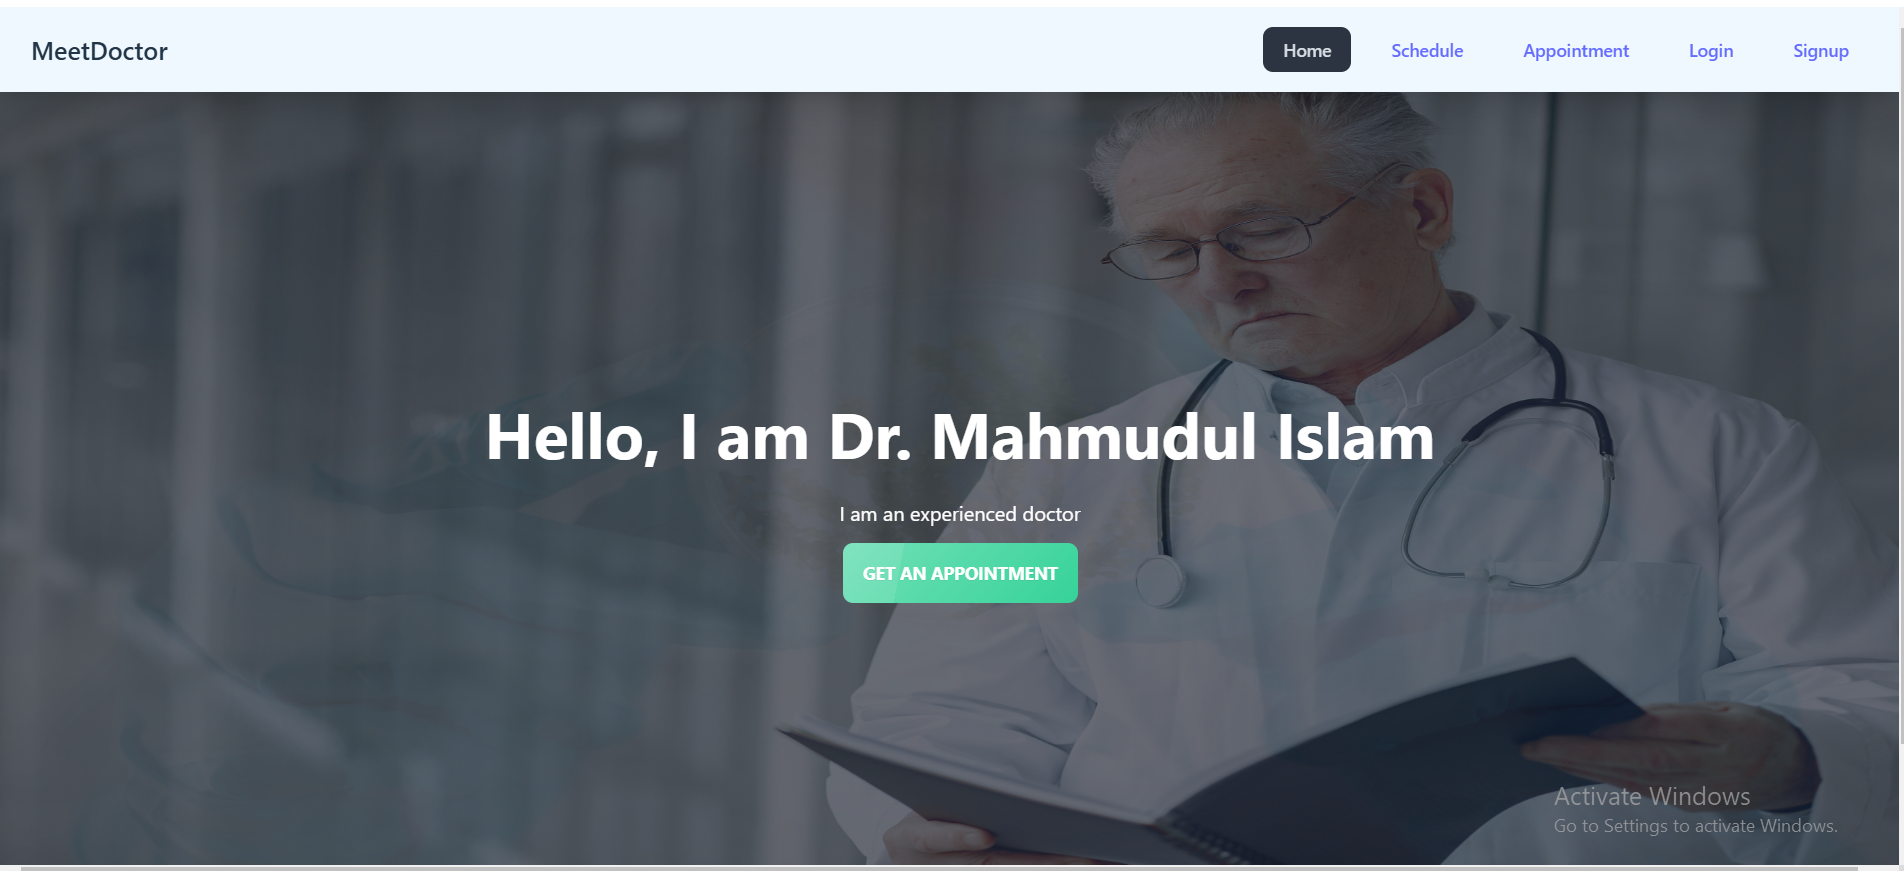 MeetDoctor
Home
Schedule
Appointment
Login
Signup
Hello, I am Dr. Mahmudul Islam
I am an experienced doctor
GET AN APPOINTMENT
Activate Windows
Go to Settings to activate Windows.